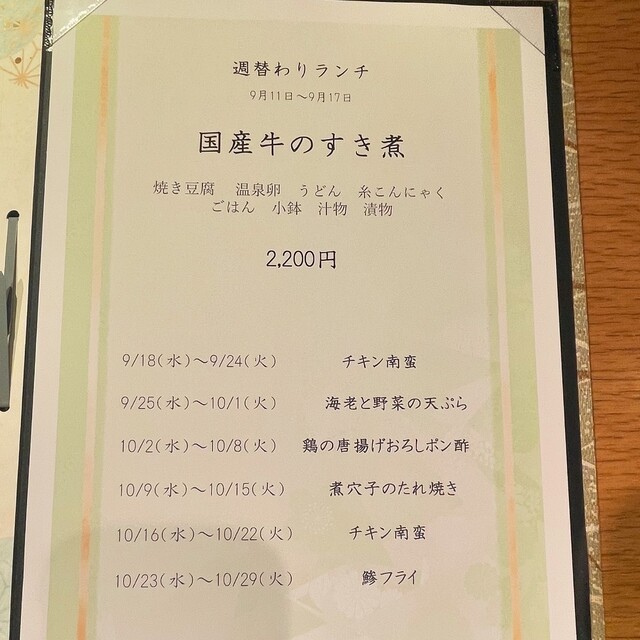 週替わりランチ
9月11日～9月17日
国産牛のすき煮
焼き豆腐　温泉卵　うどん　糸こんにゃく
ごはん　小鉢　汁物　漬物
2,200円
9/18(水)～9/24(火)　チキン南蛮
9/25(水)～10/1(火)　海老と野菜の天ぷら
10/2(水)～10/8(火)　鶏の唐揚げおろしポン酢
10/9(水)～10/15(火)　煮穴子のたれ焼き
10/16(水)～10/22(火)　チキン南蛮
10/23(水)～10/29(火)　鯵フライ